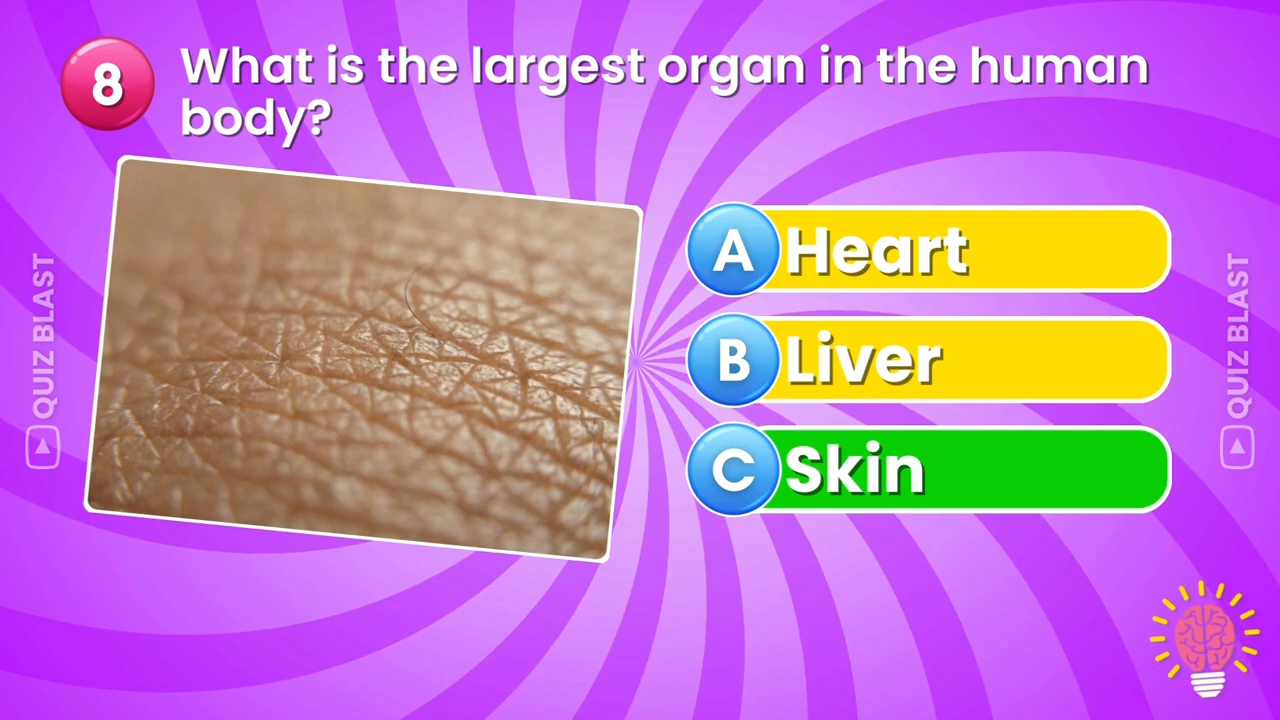 8
What is the largest organ in the human
body?
A Heart
B Liver
C Skin
QUIZ BLAST
QUIZ BLAST